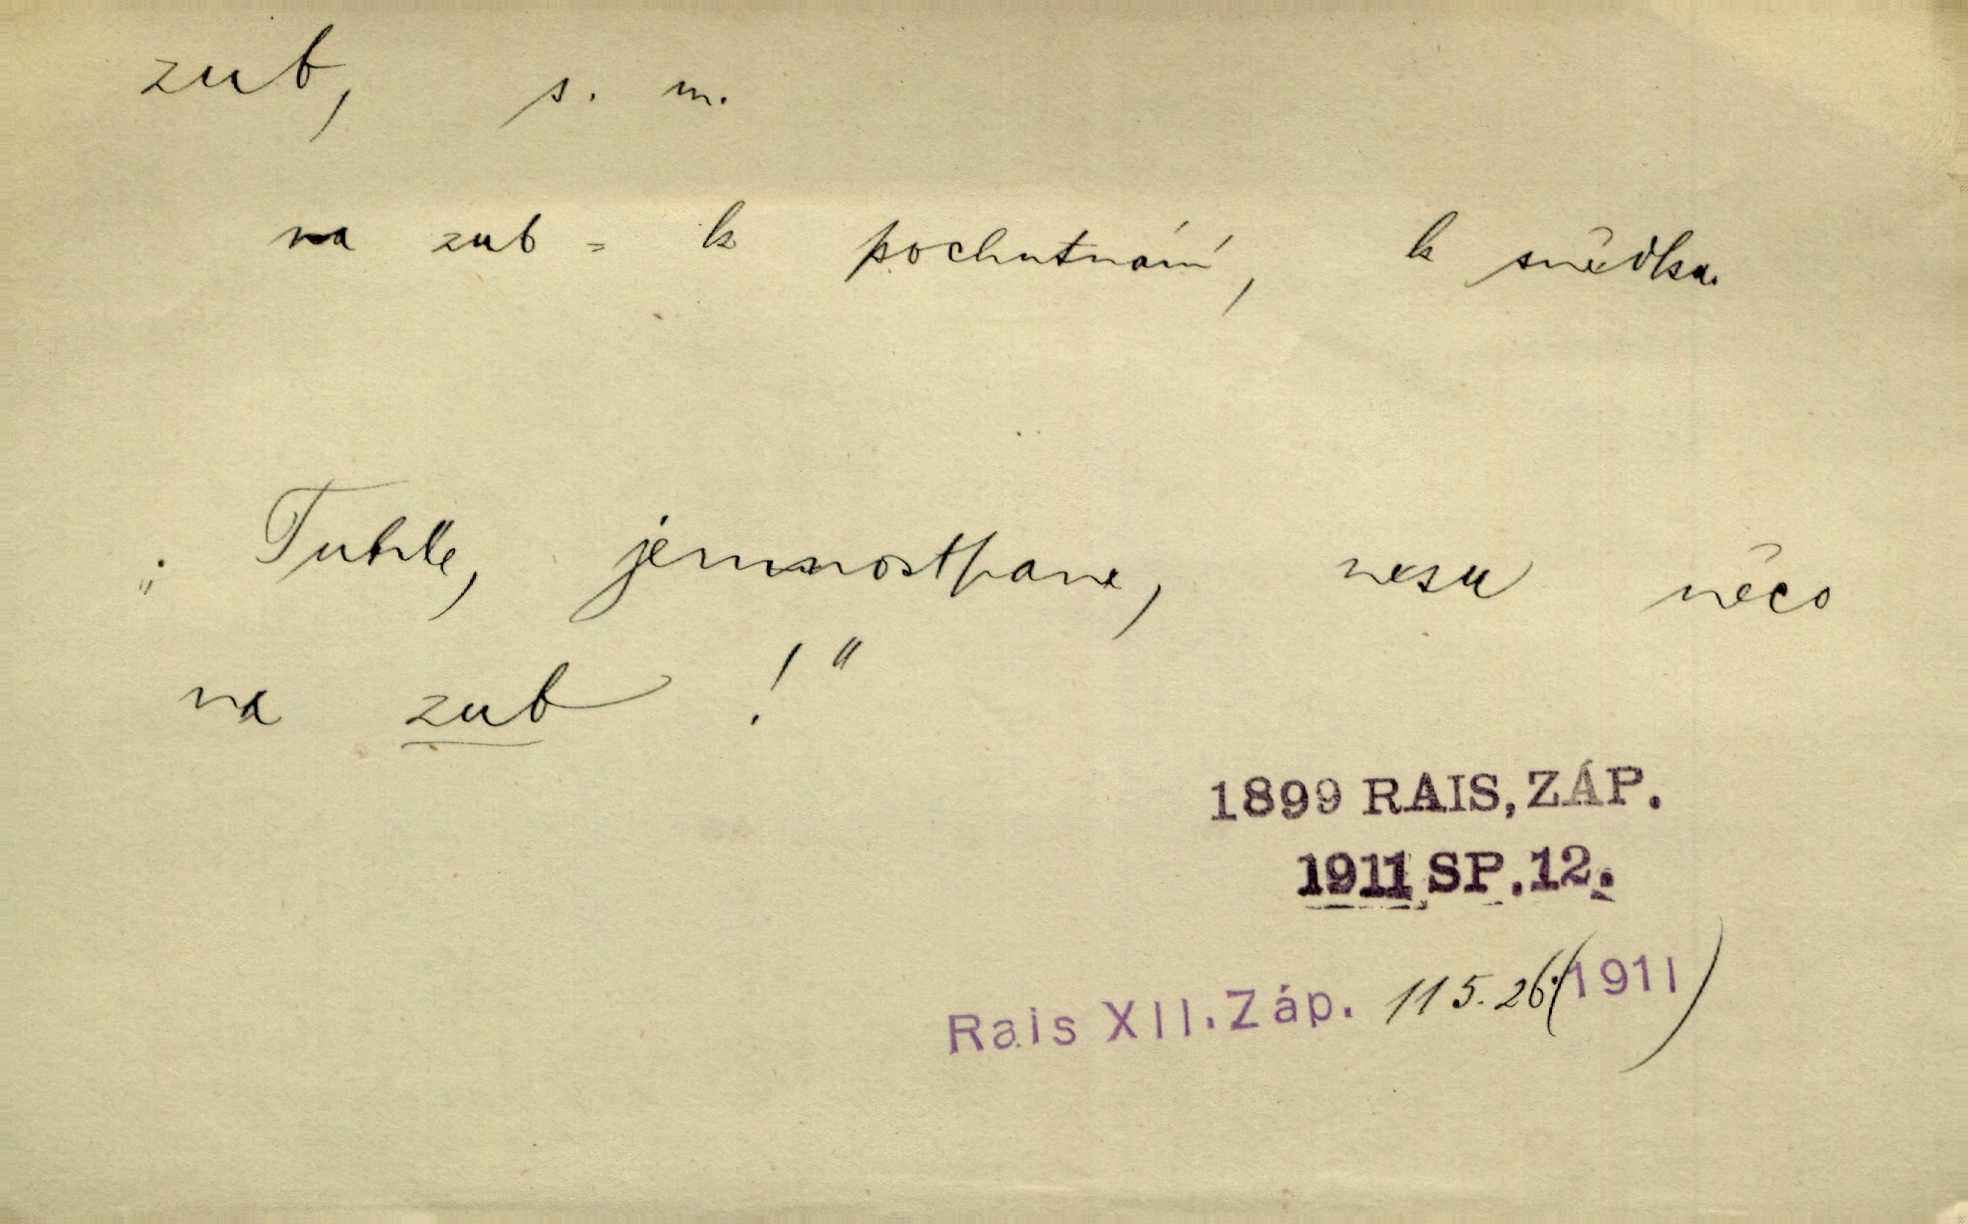 zub, s. m.
na zub = k pochutnání, k snědku.
„Tuhle, jemnostpane, nesu něco
na zub!“
1899 RAIS, ZÁP.
1911 SP. 12.
Rais XII. Záp. 115. 26. (1911)